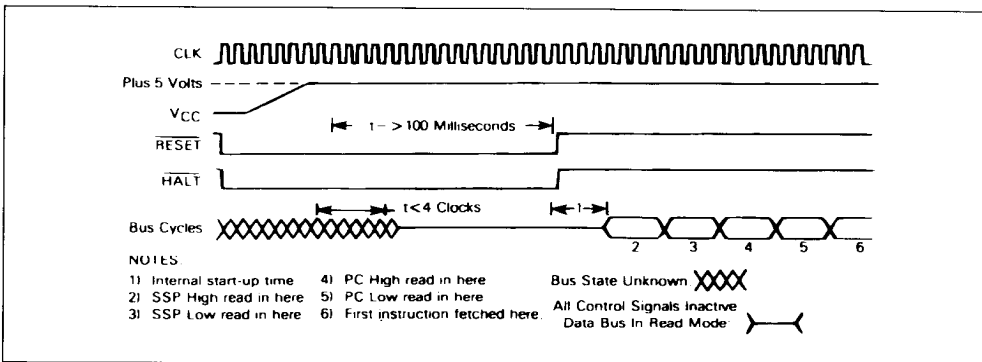 CLK
Plus 5 Volts
VCC
t - > 100 Milliseconds
RESET
HALT
t < 4 Clocks
1
Bus Cycles
2 3 4 5 6
NOTES
1) Internal start-up time
2) SSP High read in here
3) SSP Low read in here
4) PC High read in here
5) PC Low read in here
6) First instruction fetched here.
Bus State Unknown
All Control Signals Inactive
Data Bus In Read Mode